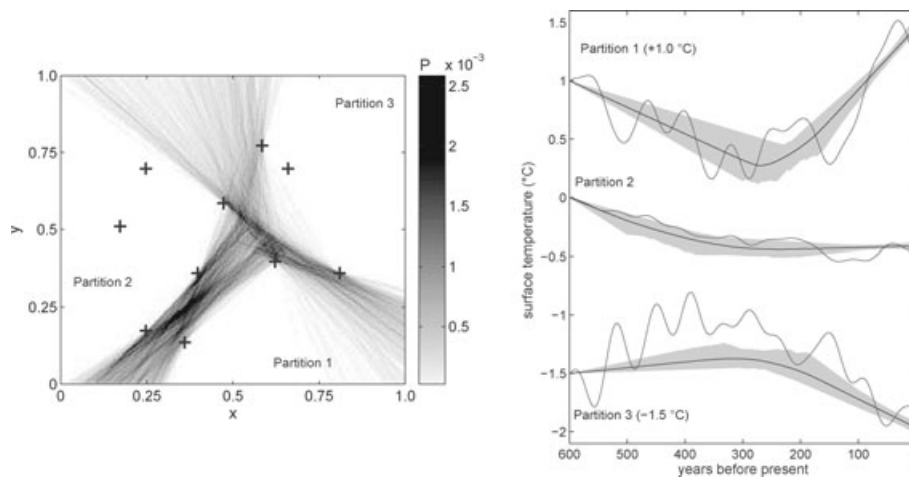 P x 10⁻³
1.0
0.75
0.5
0.25
0
y
0 0.25 0.5 0.75 1.0
x
Partition 3
Partition 2
Partition 1
2.5
2
1.5
1
0.5
1.5
1
0.5
0
−0.5
−1
−1.5
−2
surface temperature (°C)
Partition 1 (+1.0 °C)
Partition 2
Partition 3 (−1.5 °C)
600 500 400 300 200 100
years before present